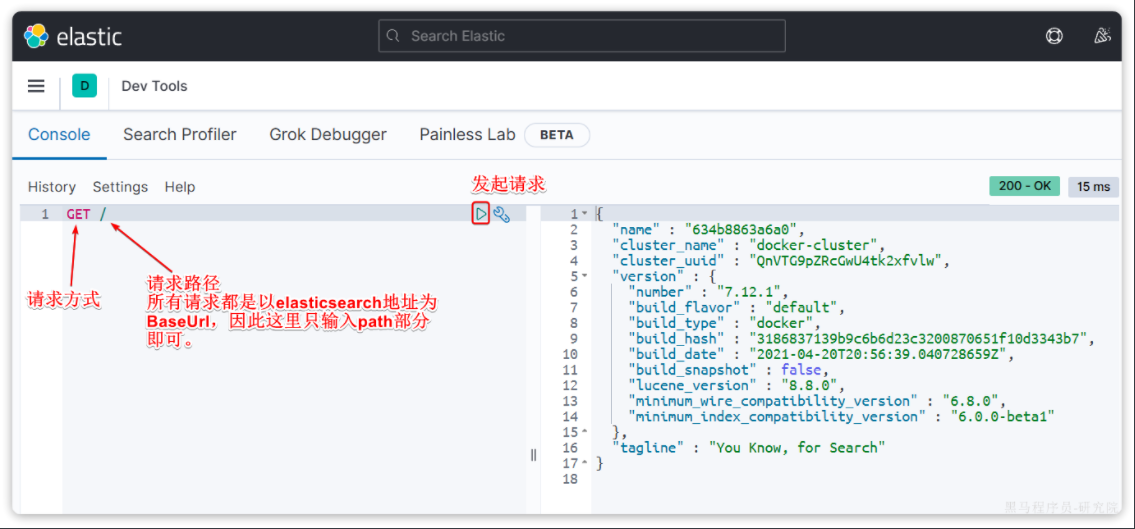 elastic
Search Elastic
D
Dev Tools
Console Search Profiler Grok Debugger Painless Lab BETA
History Settings Help
发起请求
200 - OK 15 ms
1 GET /
请求方式
请求路径
所有请求都是以elasticsearch地址为
BaseUrl，因此这里只输入path部分
即可。
1 {
2 "name" : "634b8863a6a0",
3 "cluster_name" : "docker-cluster",
4 "cluster_uuid" : "QnVTG9pZRcGwU4tk2xfvlw",
5 "version" : {
6 "number" : "7.12.1",
7 "build_flavor" : "default",
8 "build_type" : "docker",
9 "build_hash" : "3186837139b9c6b6d23c3200870651f10d3343b7",
10 "build_date" : "2021-04-20T20:56:39.040728659Z",
11 "build_snapshot" : false,
12 "lucene_version" : "8.8.0",
13 "minimum_wire_compatibility_version" : "6.8.0",
14 "minimum_index_compatibility_version" : "6.0.0-beta1"
15 },
16 "tagline" : "You Know, for Search"
17 }
18
黑马程序员-研究院